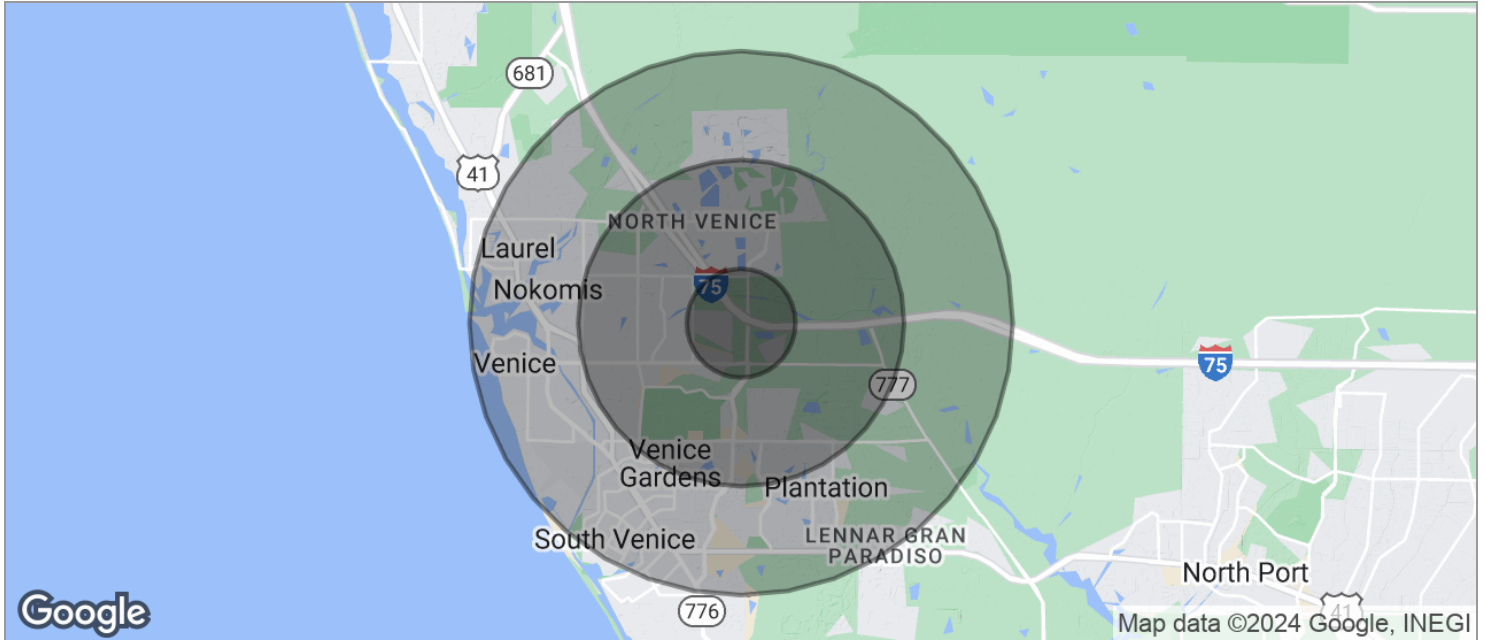 681
41
NORTH VENICE
Laurel
75
Nokomis
Venice
75
777
Venice
Gardens
Plantation
South Venice
LENNAR GRAN
PARADISO
North Port
776
41
Google
Map data ©2024 Google, INEGI